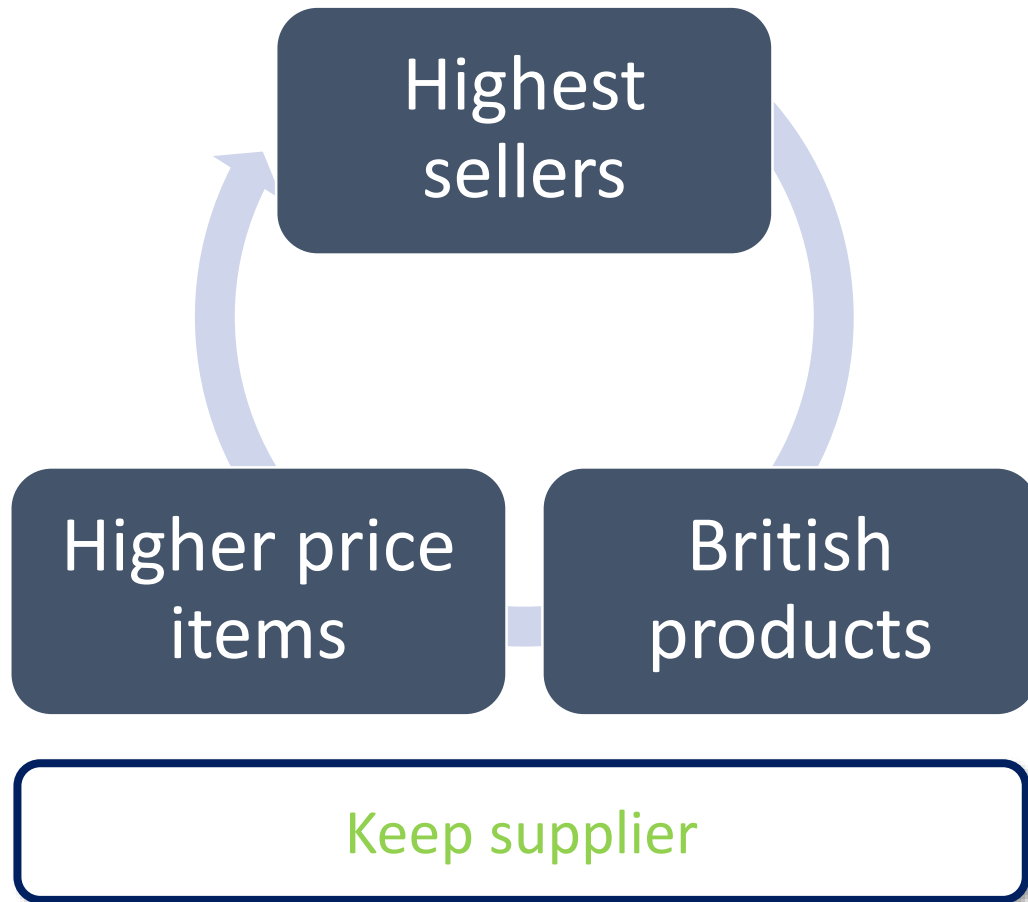 Highest
sellers
Higher price
items
British
products
Keep supplier